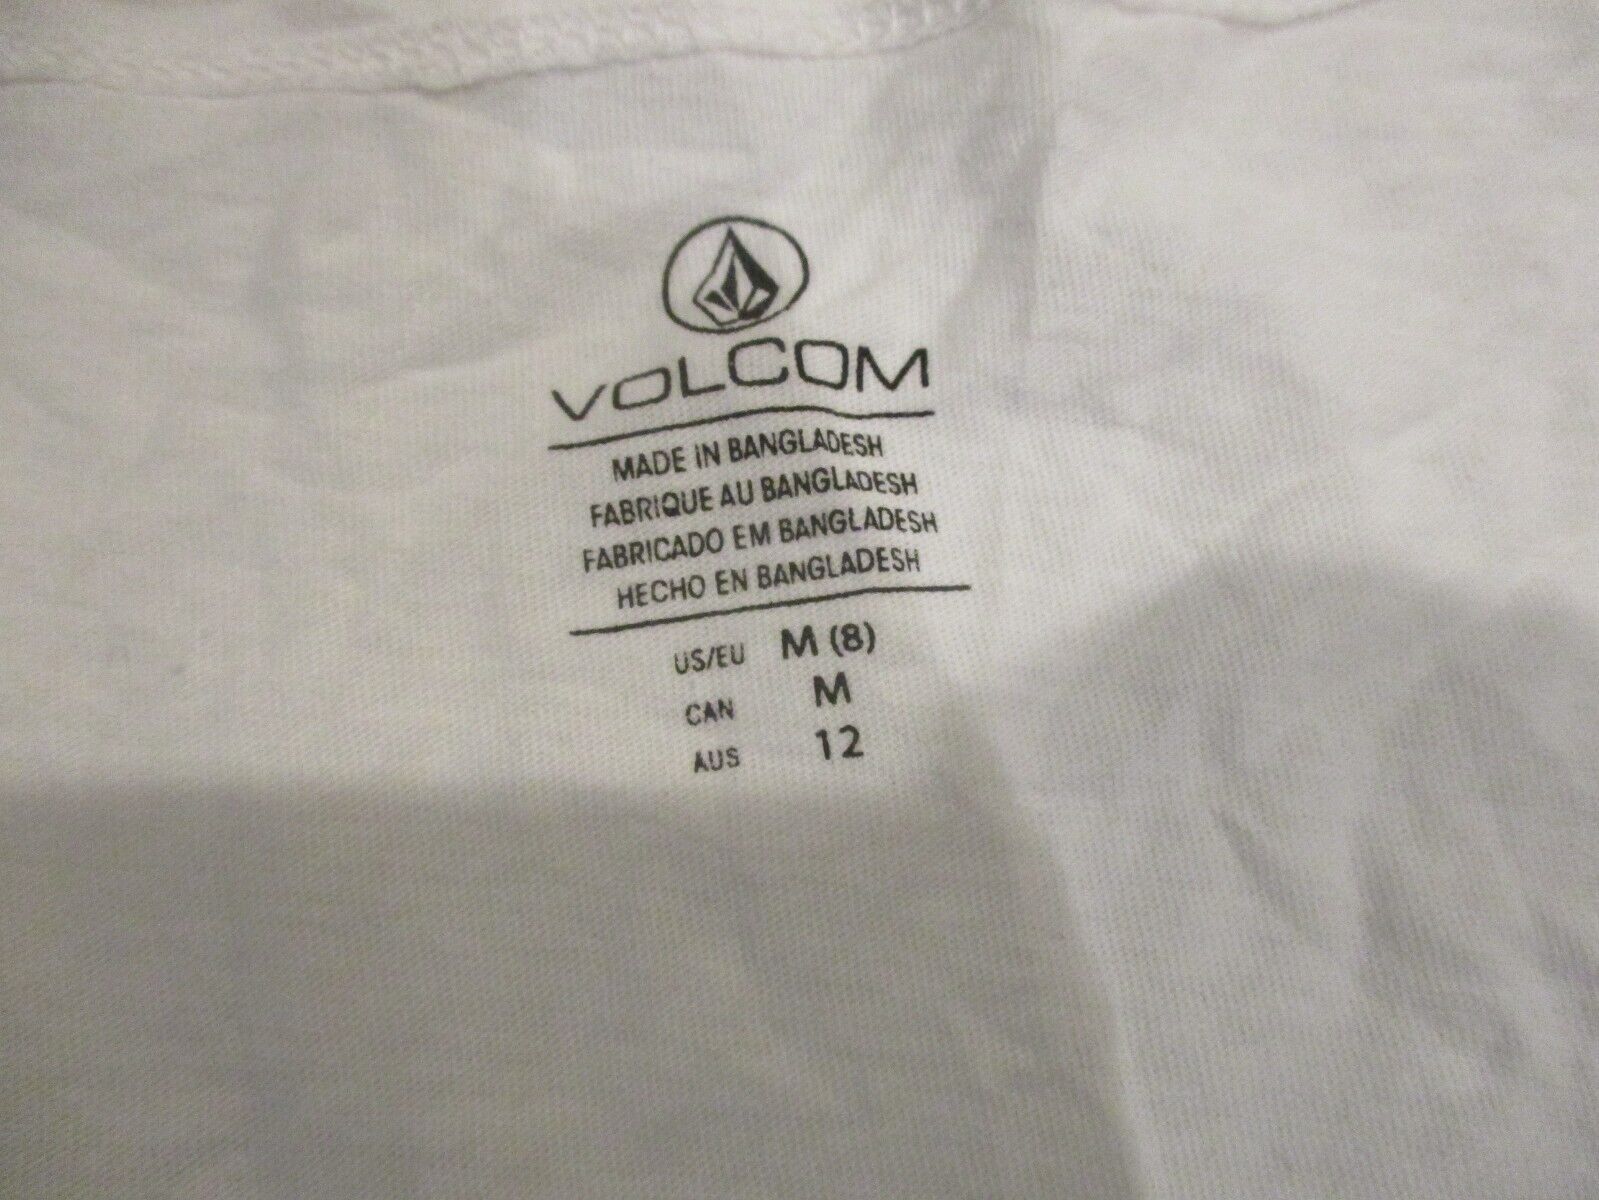 VOLCOM
MADE IN BANGLADESH
FABRIQUE AU BANGLADESH
FABRICADO EM BANGLADESH
HECHO EN BANGLADESH
US/EU M (8)
CAN M
AUS 12